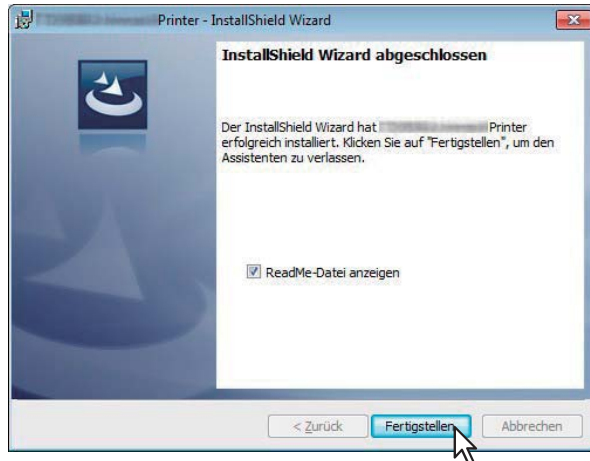 Printer - InstallShield Wizard
InstallShield Wizard abgeschlossen
Der InstallShield Wizard hat Printer
erfolgreich installiert. Klicken Sie auf "Fertigstellen", um den
Assistenten zu verlassen.
ReadMe-Datei anzeigen
< Zurück Fertigstellen Abbrechen